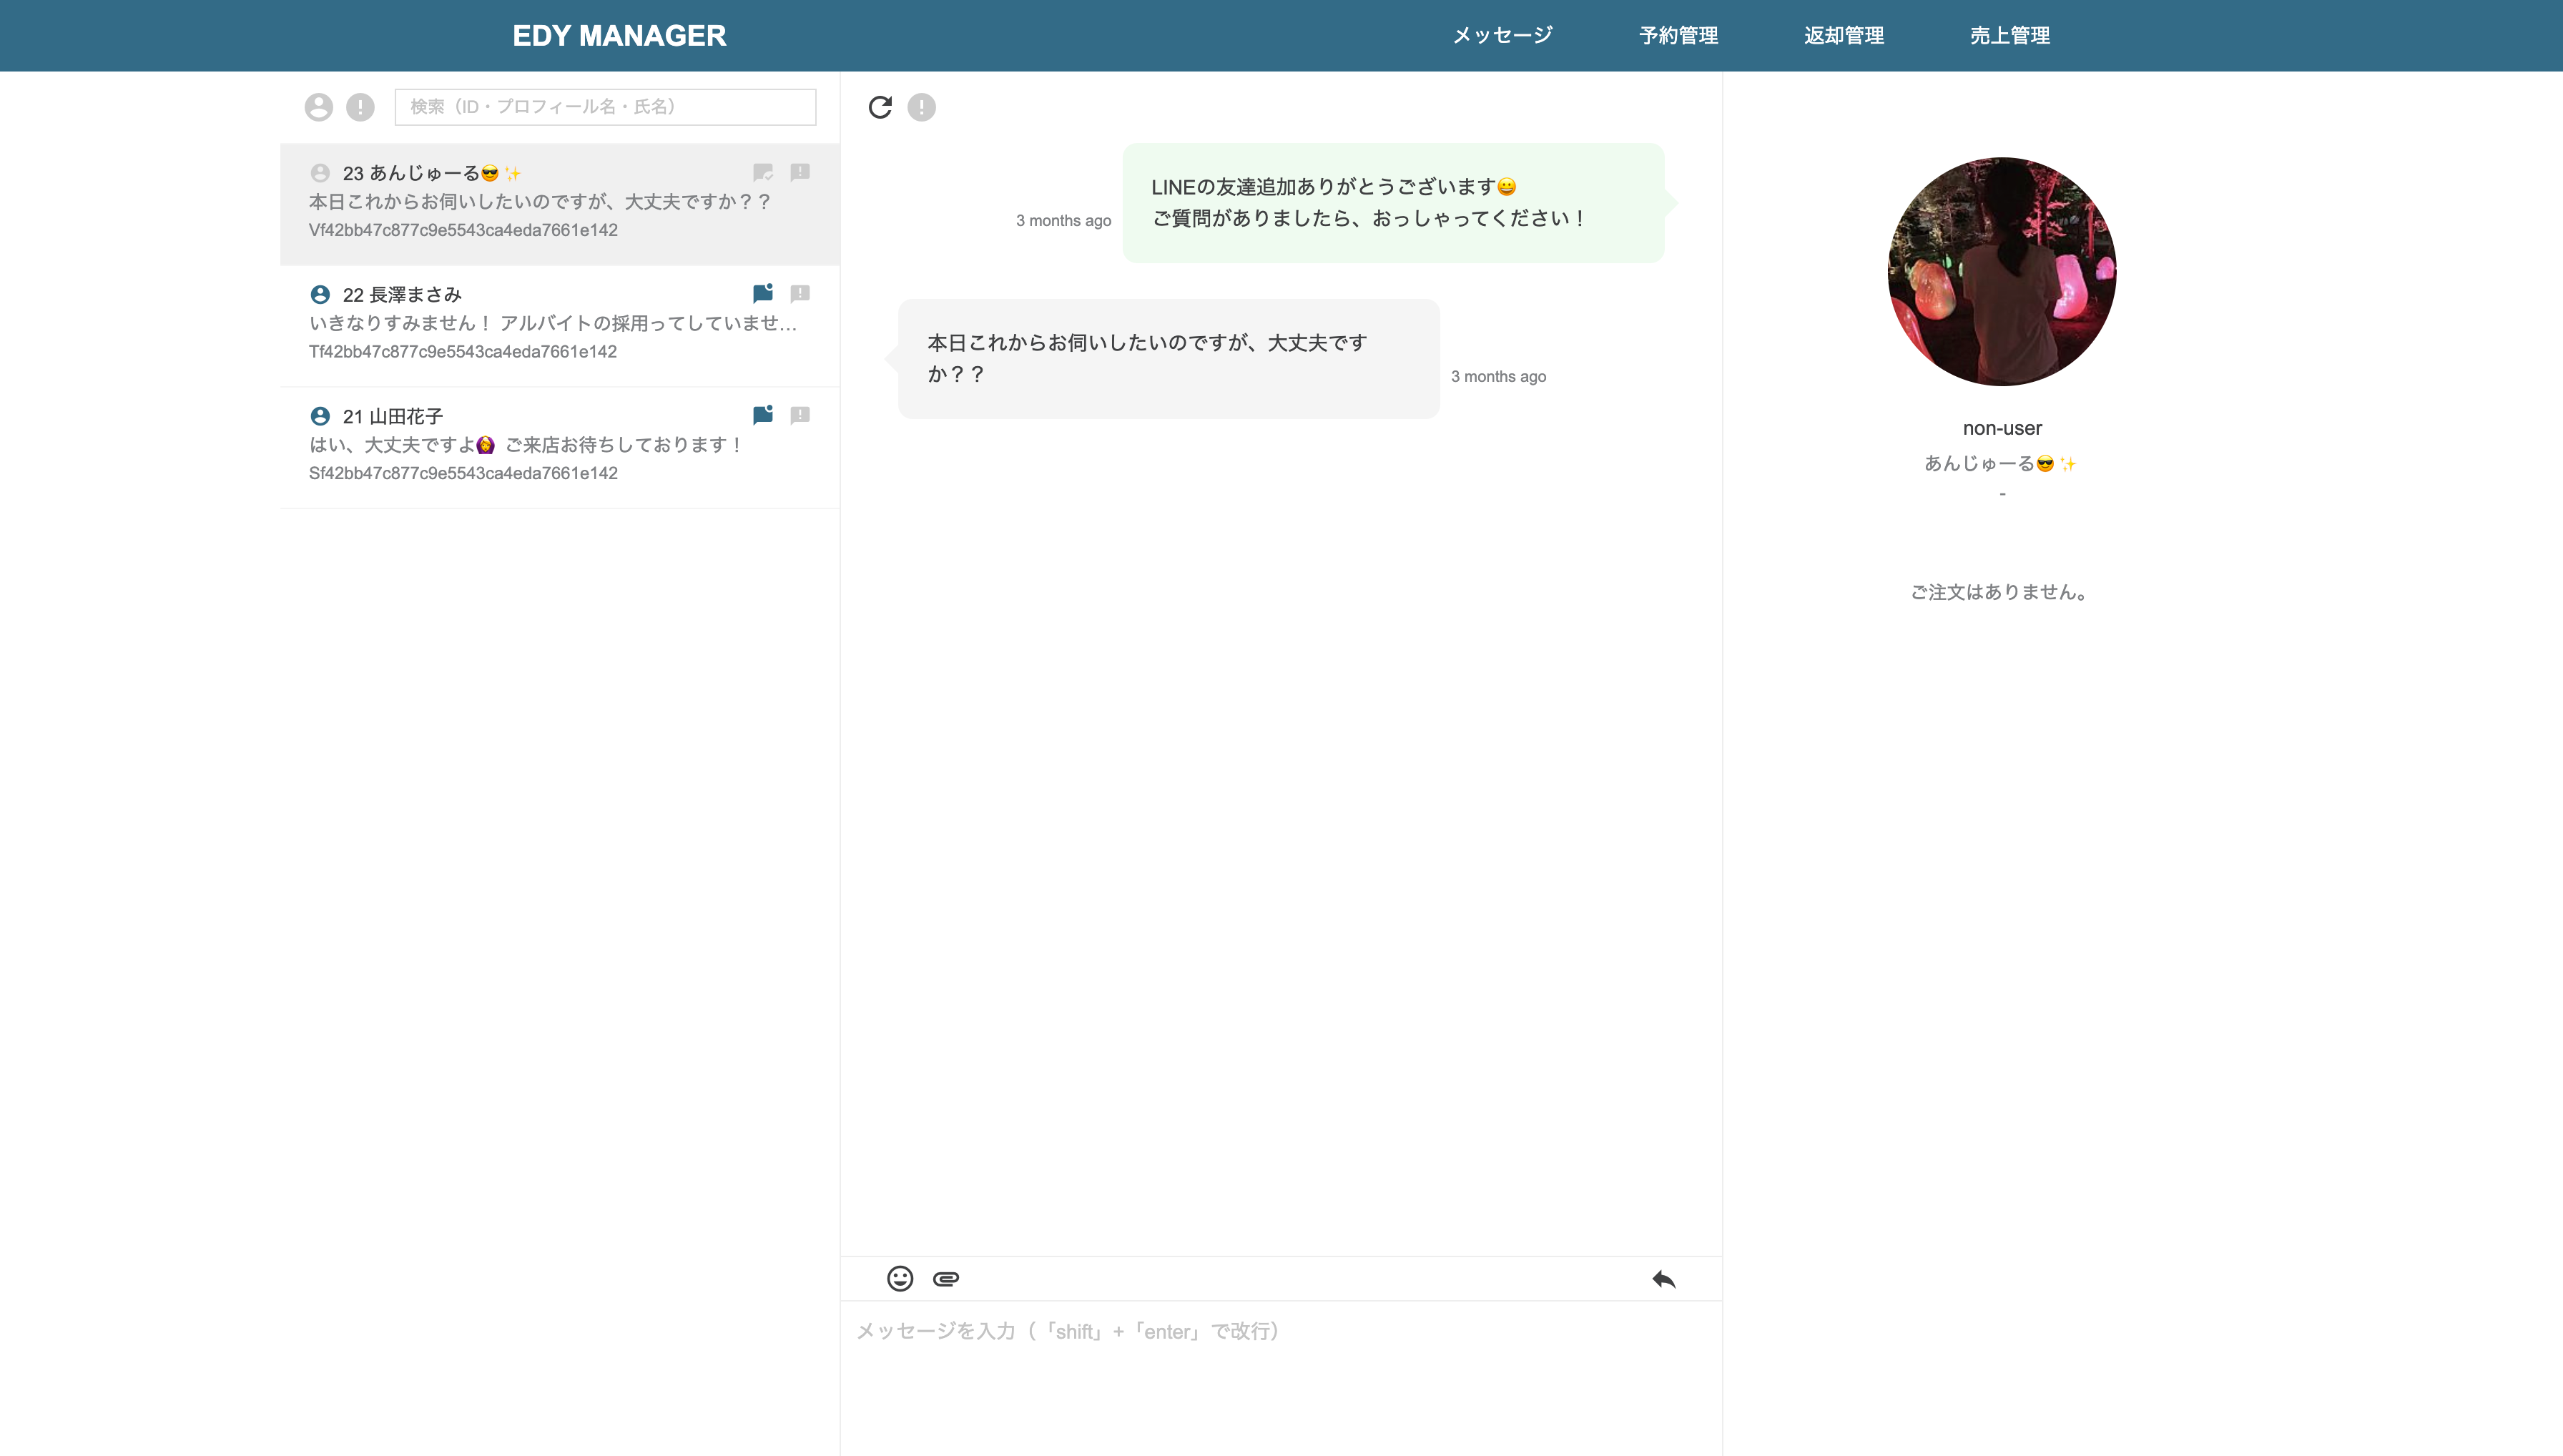 EDY MANAGER
メッセージ
予約管理
返却管理
売上管理
検索（ID・プロフィール名・氏名）
23 あんじゅーる😎✨
本日これからお伺いしたいのですが、大丈夫ですか？？
Vf42bb47c877c9e5543ca4eda7661e142
22 長澤まさみ
いきなりすみません！ アルバイトの採用ってしていませ...
Tf42bb47c877c9e5543ca4eda7661e142
21 山田花子
はい、大丈夫ですよ🙆‍♀️ ご来店お待ちしております！
Sf42bb47c877c9e5543ca4eda7661e142
LINEの友達追加ありがとうございます😀
ご質問がありましたら、おっしゃってください！
3 months ago
本日これからお伺いしたいのですが、大丈夫です
か？？
3 months ago
メッセージを入力（「shift」+「enter」で改行）
non-user
あんじゅーる😎✨
-
ご注文はありません。